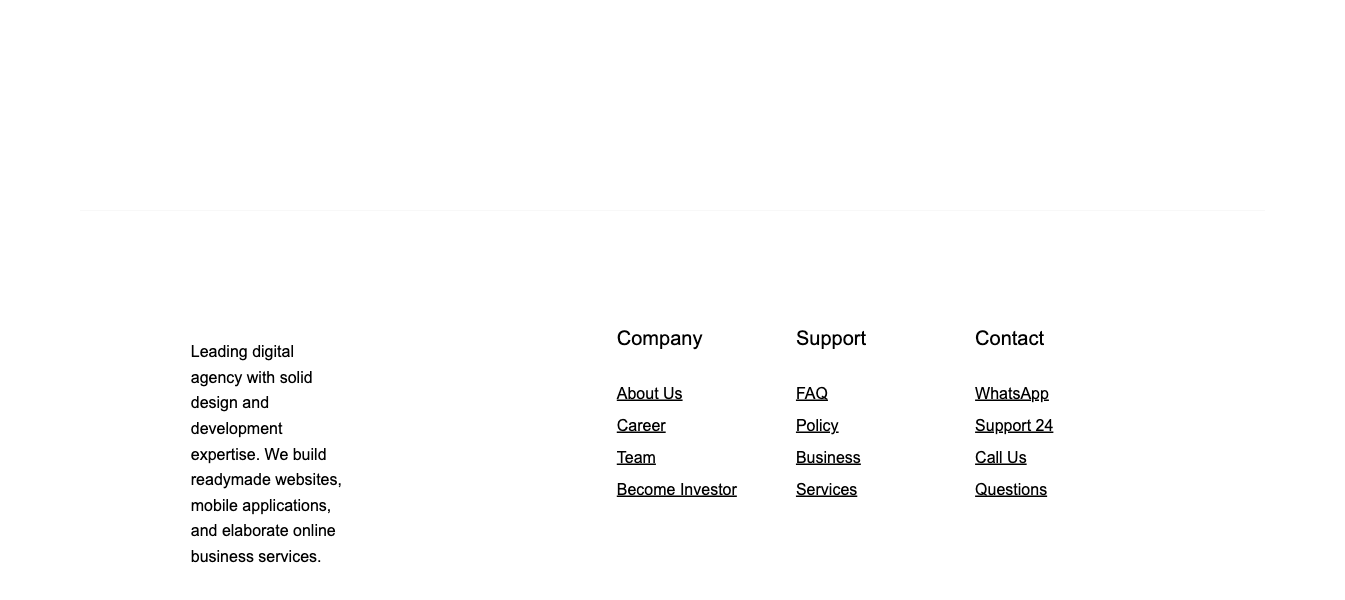 Leading digital
agency with solid
design and
development
expertise. We build
readymade websites,
mobile applications,
and elaborate online
business services.
Company
About Us
Career
Team
Become Investor
Support
FAQ
Policy
Business
Services
Contact
WhatsApp
Support 24
Call Us
Questions